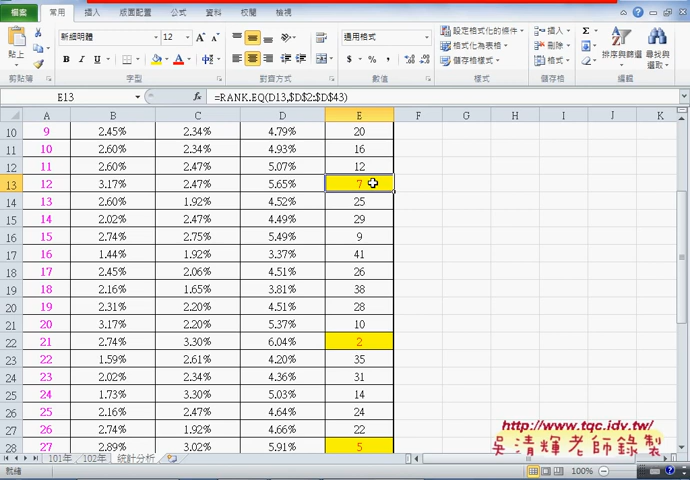 檔案 常用 插入 版面配置 公式 資料 校閱 檢視
貼上 新細明體 12 A A 通用格式 設定格式化的條件 插入 Σ
B I U $ % , 格式化為表格 刪除 排序與篩選 尋找與選取
儲存格樣式 格式
剪貼簿 字型 對齊方式 數值 樣式 儲存格 編輯
E13 fx =RANK.EQ(D13,$D$2:$D$43)
A B C D E F G H I J K
10 9 2.45% 2.34% 4.79% 20
11 10 2.60% 2.34% 4.93% 16
12 11 2.60% 2.47% 5.07% 12
13 12 3.17% 2.47% 5.65% 7
14 13 2.60% 1.92% 4.52% 25
15 14 2.02% 2.47% 4.49% 29
16 15 2.74% 2.75% 5.49% 9
17 16 1.44% 1.92% 3.37% 41
18 17 2.45% 2.06% 4.51% 26
19 18 2.16% 1.65% 3.81% 38
20 19 2.31% 2.20% 4.51% 28
21 20 3.17% 2.20% 5.37% 10
22 21 2.74% 3.30% 6.04% 2
23 22 1.59% 2.61% 4.20% 35
24 23 2.02% 2.34% 4.36% 31
25 24 1.73% 3.30% 5.03% 14
26 25 2.16% 2.47% 4.64% 24
27 26 2.74% 1.92% 4.66% 22
28 27 2.89% 3.02% 5.91% 5
http://www.tqc.idv.tw/
吳清輝老師錄製
101年 102年 統計分析
就緒 100%